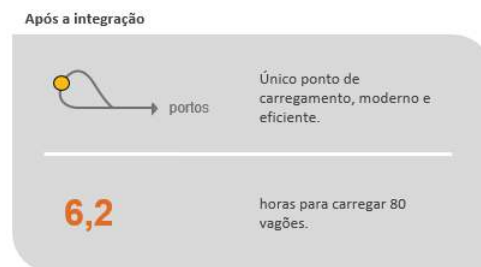 Após a integração
portos
Único ponto de
carregamento, moderno e
eficiente.
6,2
horas para carregar 80
vagões.